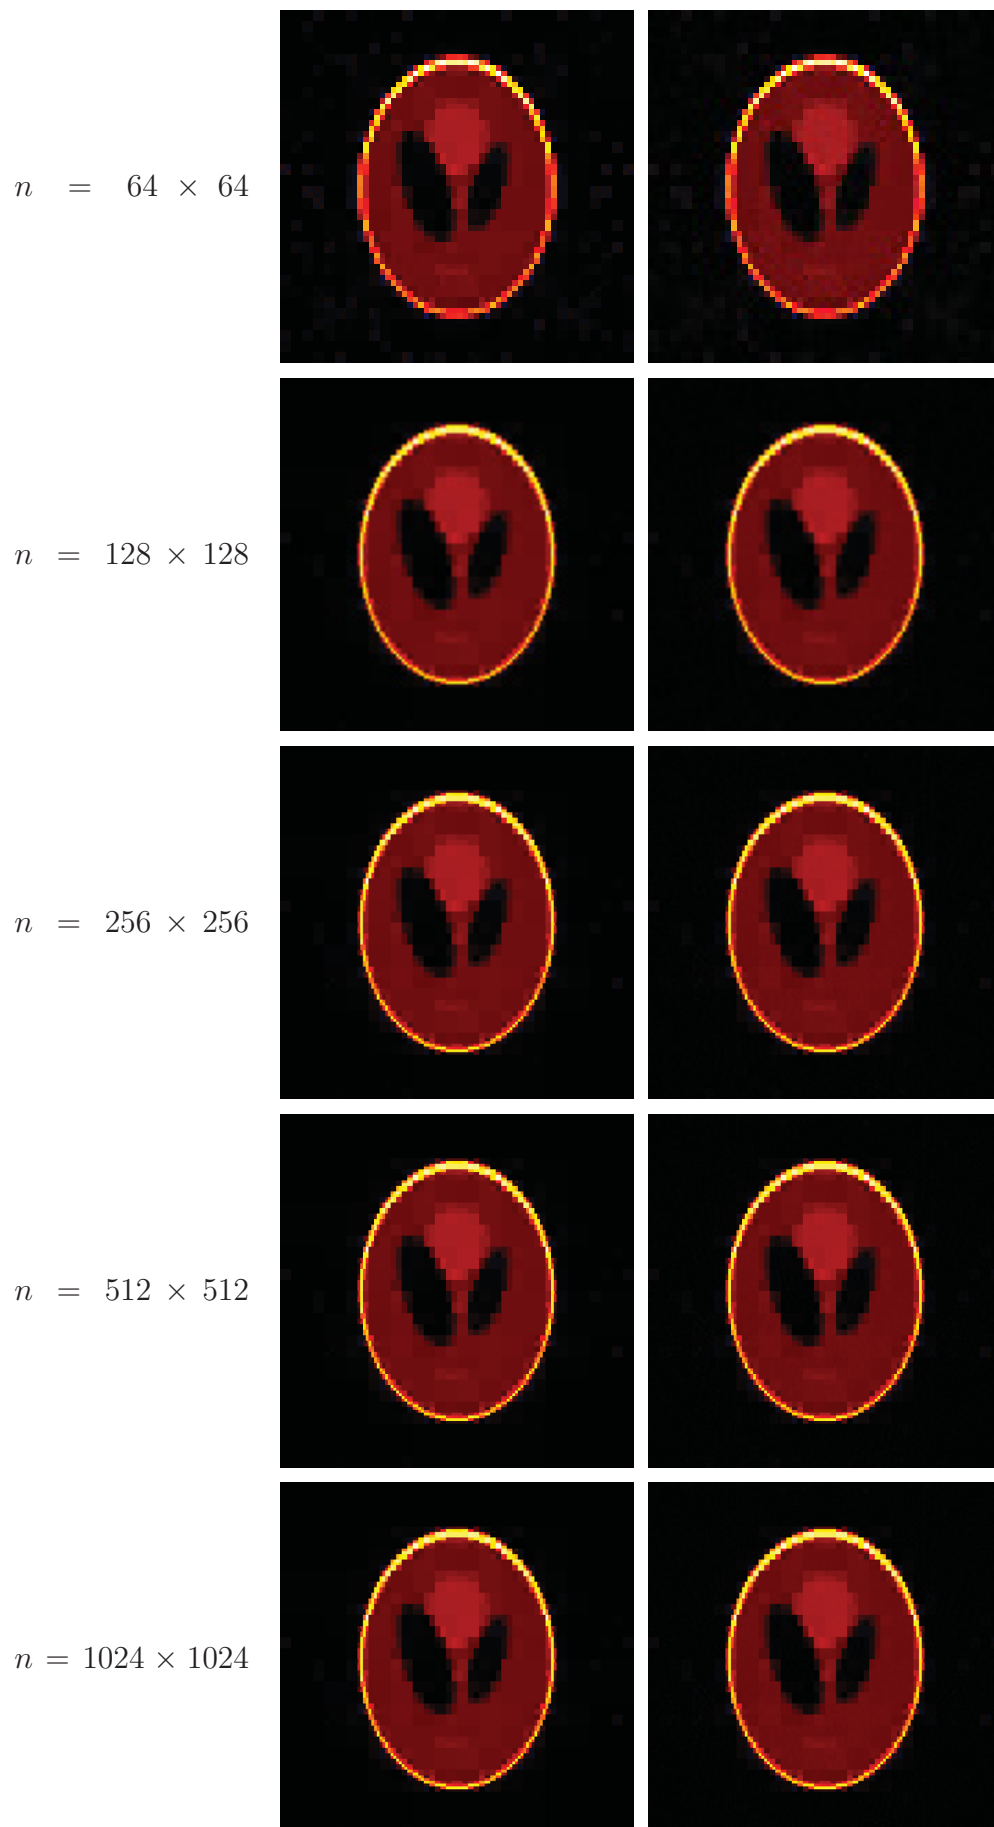 n = 64 × 64
n = 128 × 128
n = 256 × 256
n = 512 × 512
n = 1024 × 1024